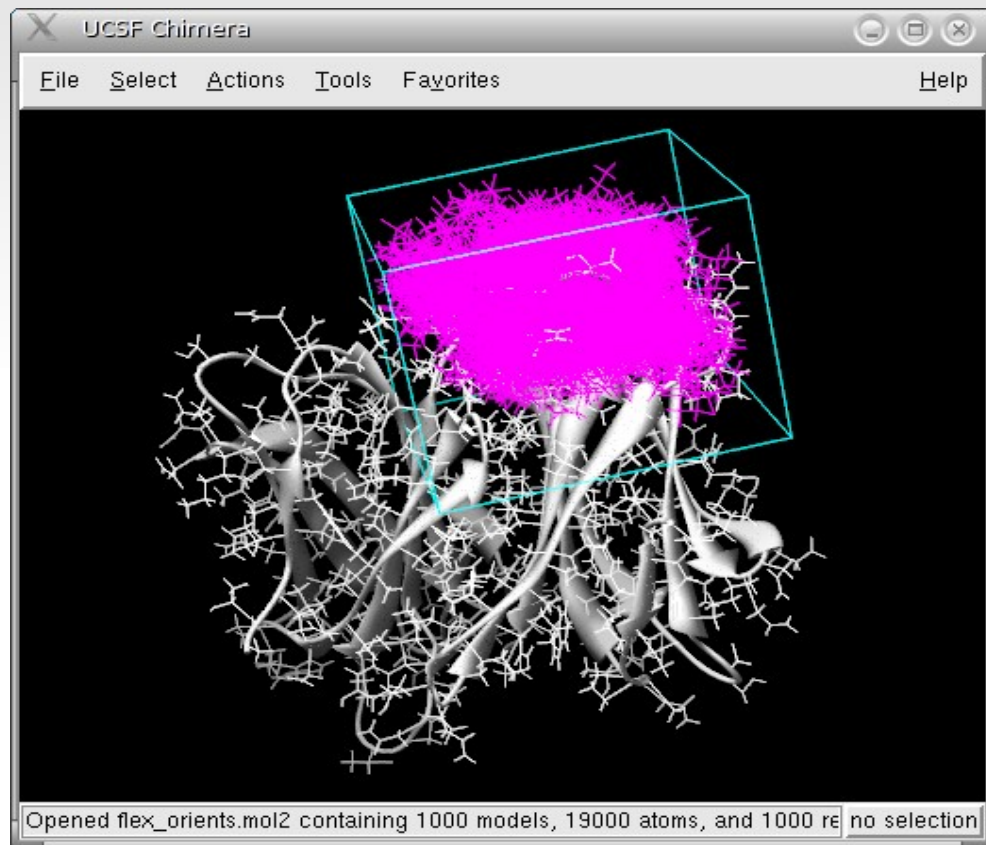 UCSF Chimera
File Select Actions Tools Favorites Help
Opened flex_orients.mol2 containing 1000 models, 19000 atoms, and 1000 re no selection